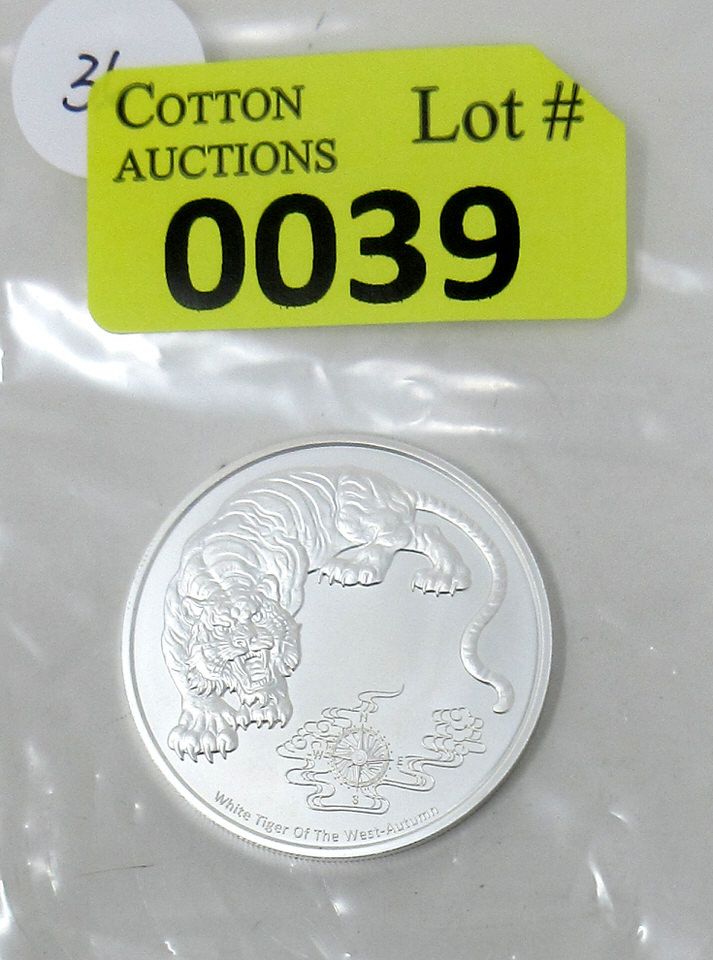 COTTON
AUCTIONS
Lot #
0039
N
W E
S
White Tiger Of The West-Autumn